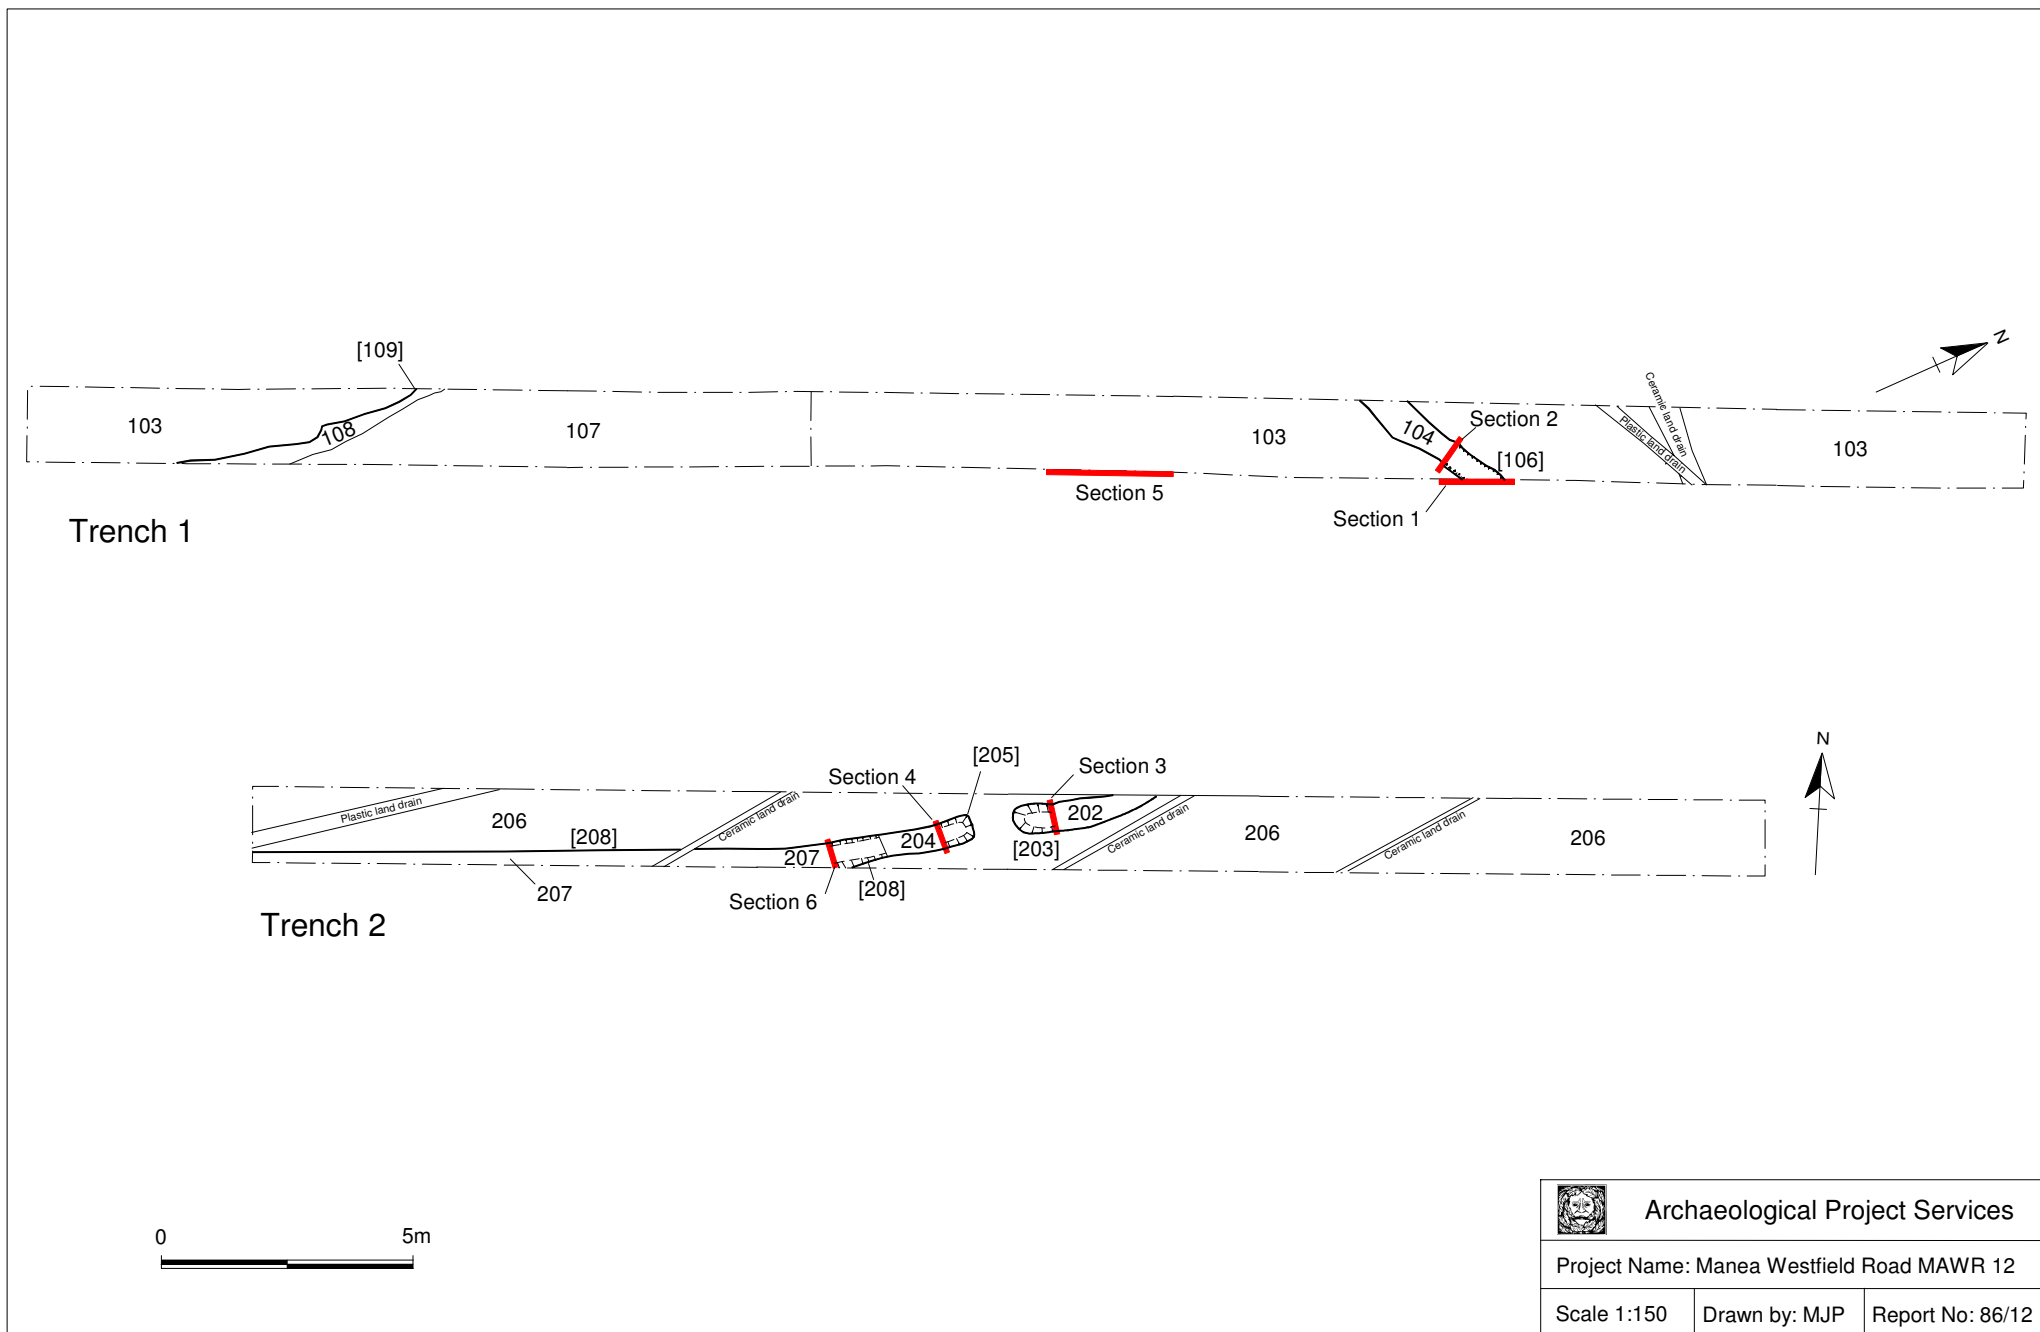 [109]
N
103
108
107
103
104
Section 2
[106]
Ceramic land drain
Plastic land drain
103
Section 5
Section 1
Trench 1
[205]
N
Section 4
Section 3
Plastic land drain
206
[208]
Ceramic land drain
207
204
202
[203]
Ceramic land drain
206
Ceramic land drain
206
207
Section 6
[208]
Trench 2
0 5m
Archaeological Project Services
Project Name: Manea Westfield Road MAWR 12
Scale 1:150 Drawn by: MJP Report No: 86/12